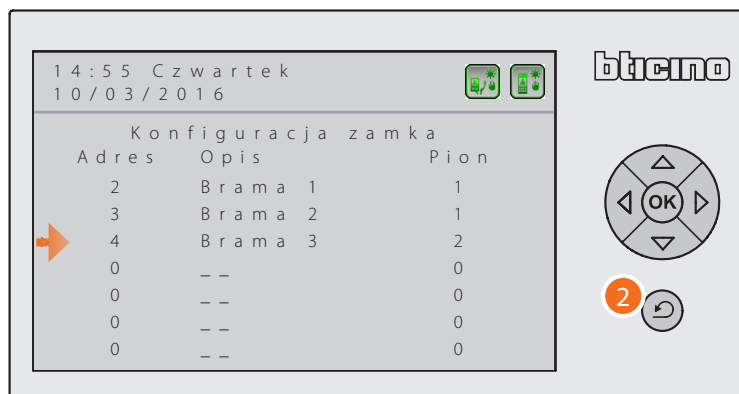 14:55 Czwartek
10/03/2016
bticino
Konfiguracja zamka
Adres Opis Pion
2 Brama 1 1
3 Brama 2 1
4 Brama 3 2
0 _ _ 0
0 _ _ 0
0 _ _ 0
0 _ _ 0
OK
2